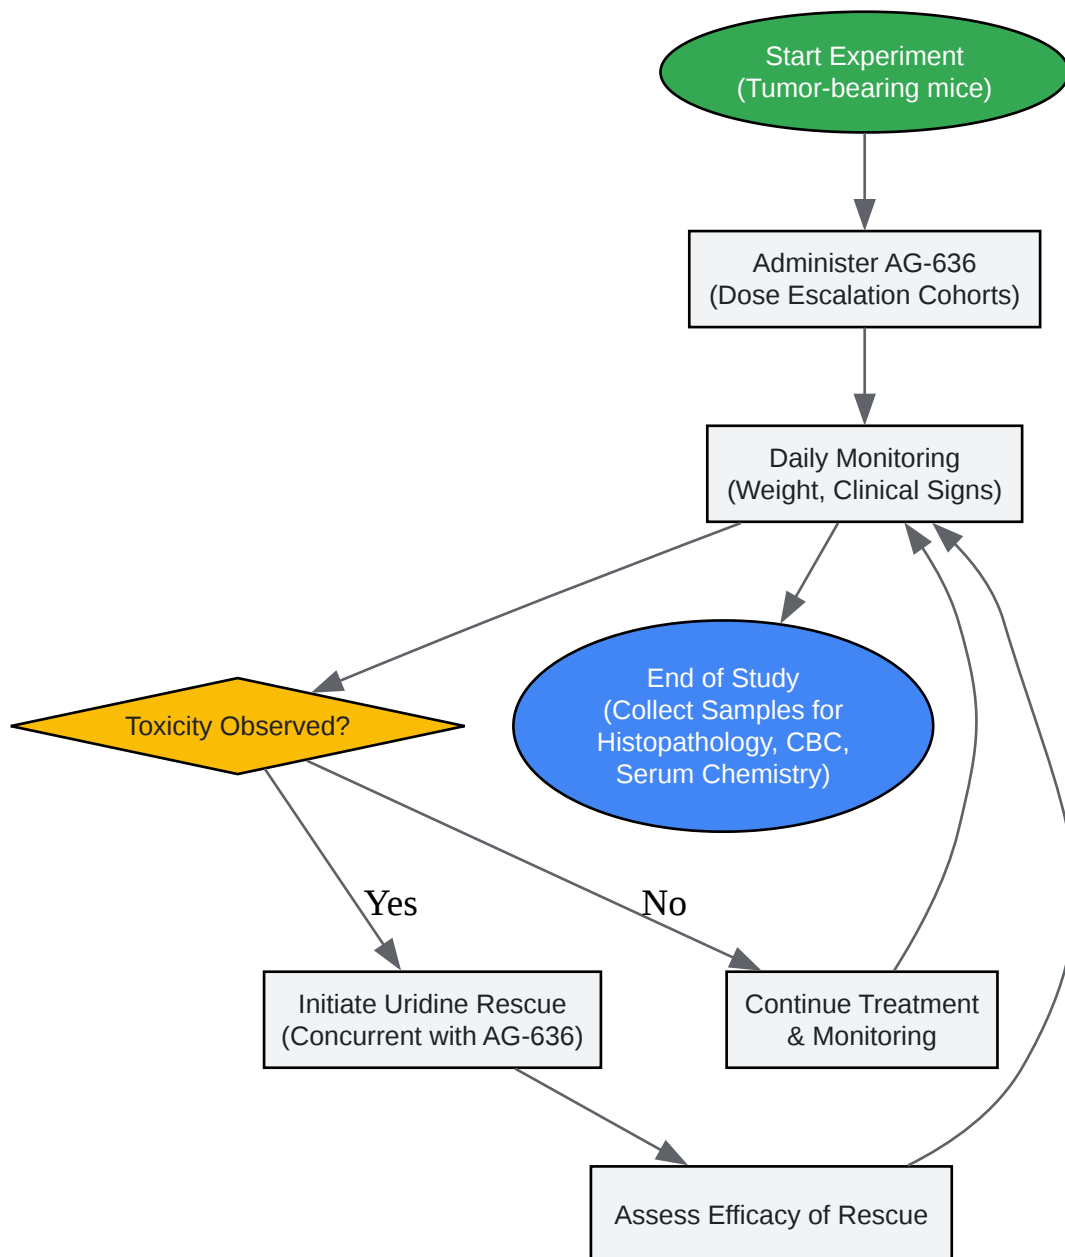 Start Experiment
(Tumor-bearing mice)
Administer AG-636
(Dose Escalation Cohorts)
Daily Monitoring
(Weight, Clinical Signs)
Toxicity Observed?
End of Study
(Collect Samples for
Histopathology, CBC,
Serum Chemistry)
Yes
No
Initiate Uridine Rescue
(Concurrent with AG-636)
Continue Treatment
& Monitoring
Assess Efficacy of Rescue